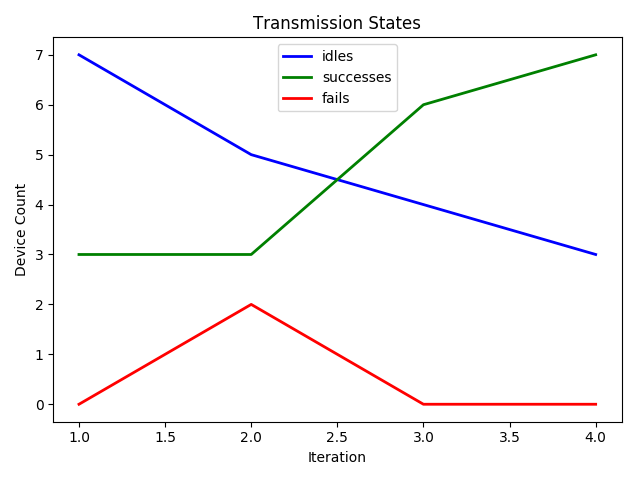 Transmission States
idles
successes
fails
Device Count
7
6
5
4
3
2
1
0
1.0 1.5 2.0 2.5 3.0 3.5 4.0
Iteration